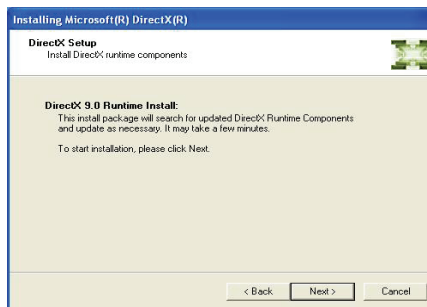 Installing Microsoft(R) DirectX(R)
DirectX Setup
Install DirectX runtime components
DirectX 9.0 Runtime Install:
This install package will search for updated DirectX Runtime Components
and update as necessary. It may take a few minutes.
To start installation, please click Next.
< Back Next > Cancel